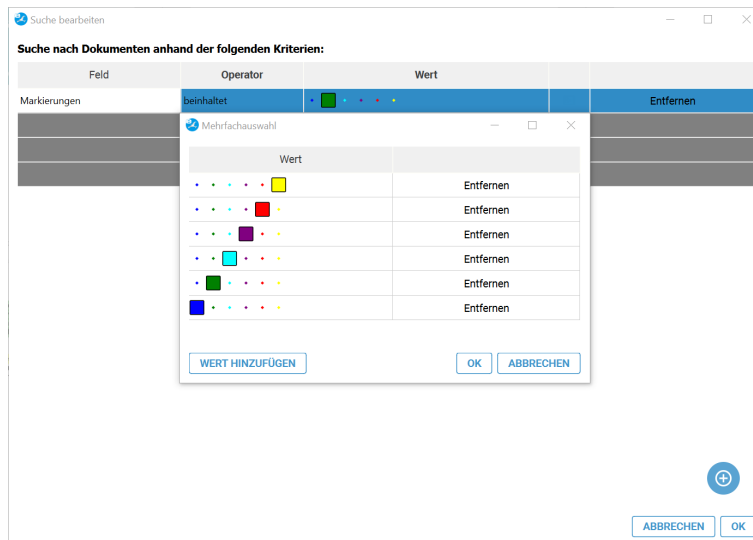 Suche bearbeiten
Suche nach Dokumenten anhand der folgenden Kriterien:
Feld Operator Wert
Markierungen beinhaltet Entfernen
Mehrfachauswahl
Wert
Entfernen
Entfernen
Entfernen
Entfernen
Entfernen
Entfernen
WERT HINZUFÜGEN OK ABBRECHEN
ABBRECHEN OK